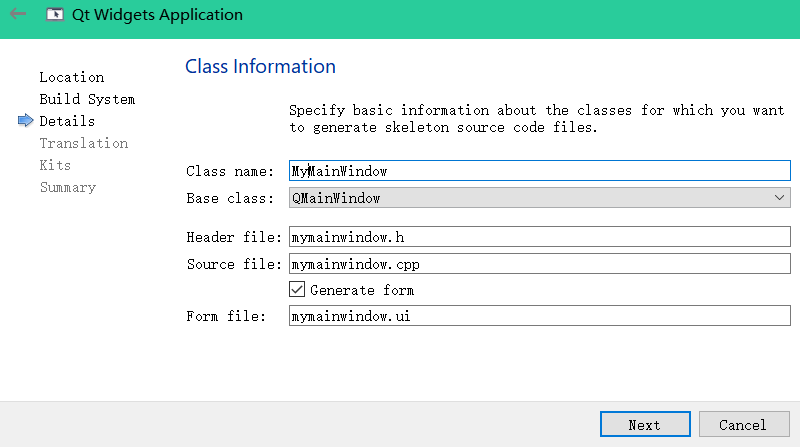 Qt Widgets Application
Class Information
Location
Build System
Details
Translation
Kits
Summary
Specify basic information about the classes for which you want
to generate skeleton source code files.
Class name: MyMainWindow
Base class: QMainWindow
Header file: mymainwindow.h
Source file: mymainwindow.cpp
Generate form
Form file: mymainwindow.ui
Next Cancel